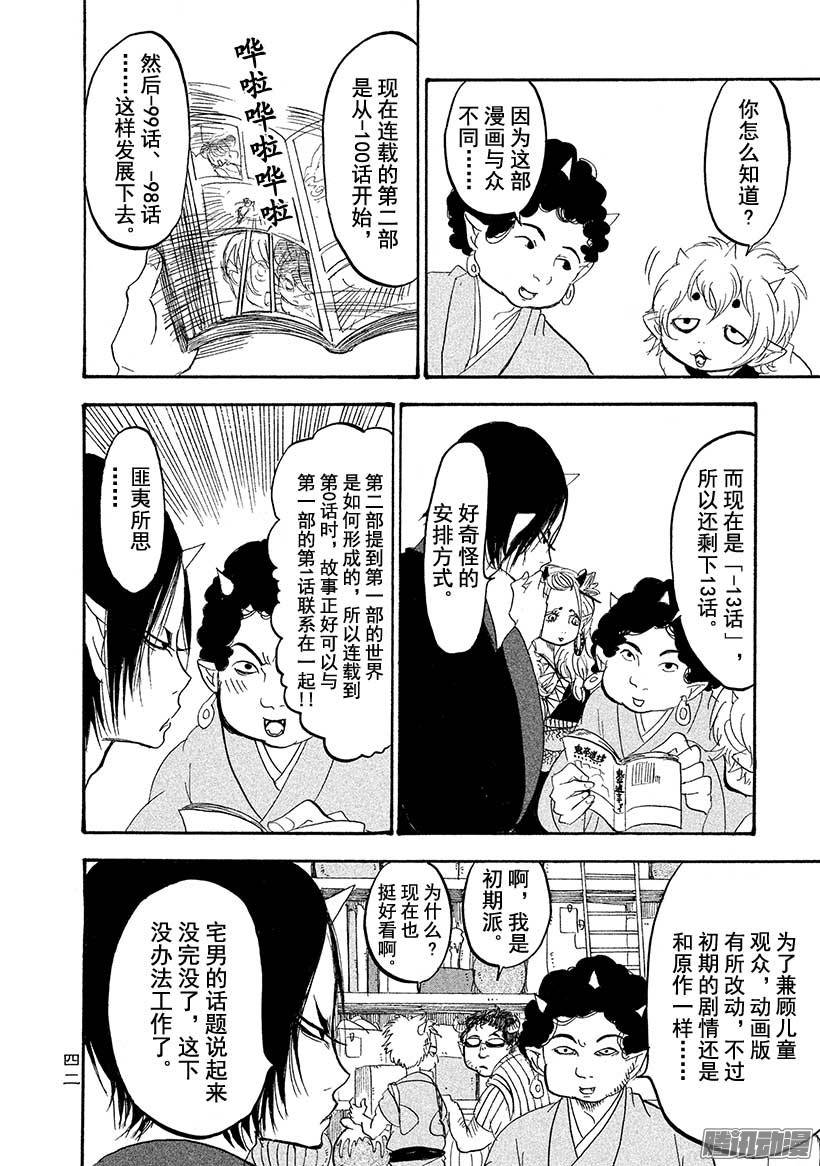 你怎么知道?
因为这部
漫画与众
不同……
现在连载的第二部
是从-100话开始,
哗啦哗啦哗啦
然后-99话、-98话
……这样发展下去。
而现在是「-13话」,
所以还剩下13话。
好奇怪的
安排方式。
第二部提到第一部的世界
是如何形成的,所以连载到
第0话时,故事正好可以与
第一部的第1话联系在一起!!
匪夷所思
……
为了兼顾儿童
观众,动画版
有所改动,不过
初期的剧情还是
和原作一样……
啊,我是
初期派。
为什么?
现在也
挺好看啊。
宅男的话题说起来
没完没了,这下
没办法工作了。
四二
腾讯动漫